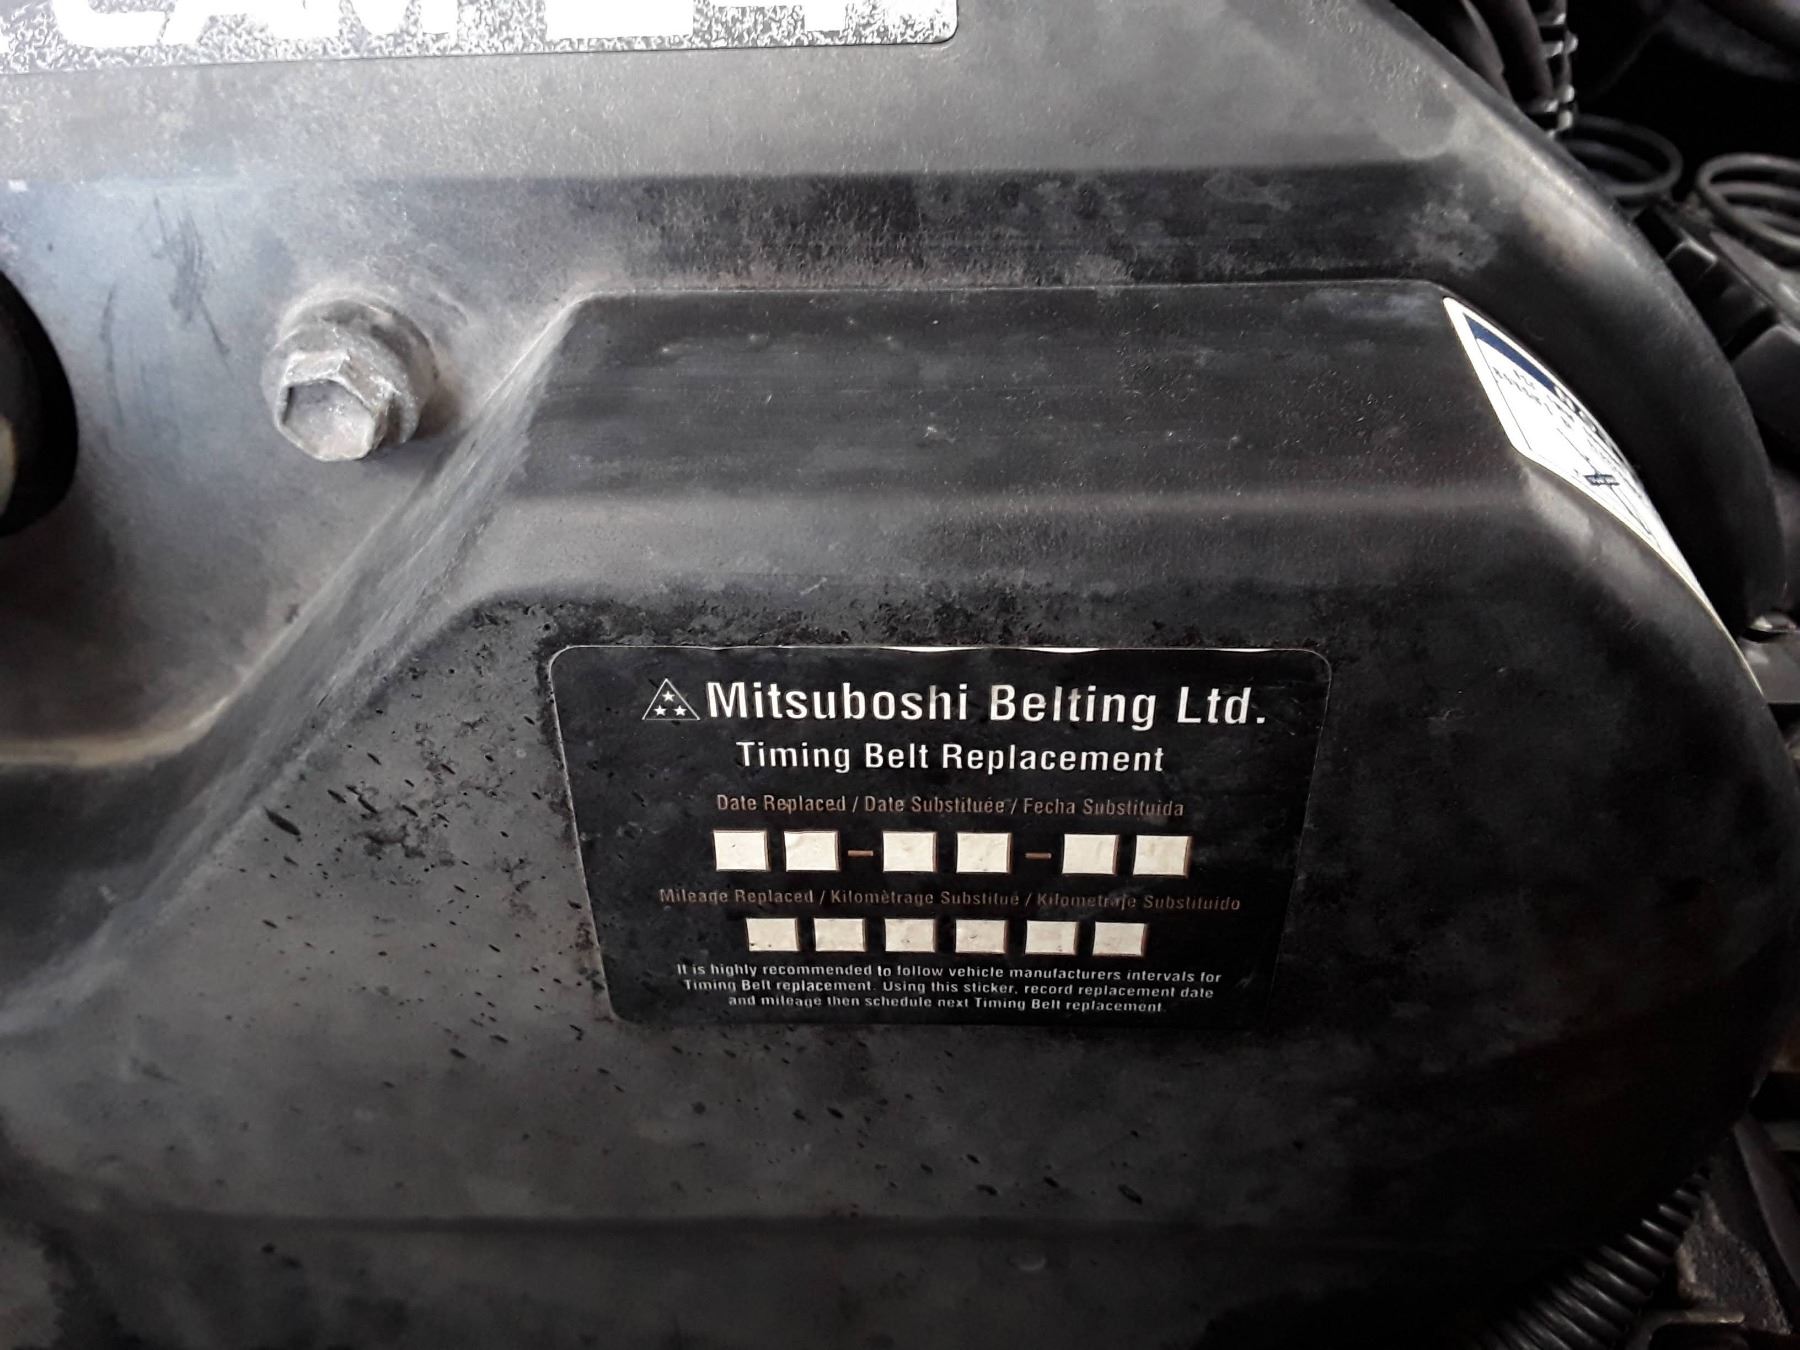 CAM 24
Mitsuboshi Belting Ltd.
Timing Belt Replacement
Date Replaced / Date Substituée / Fecha Substituida
Mileage Replaced / Kilomètrage Substitué / Kilometraje Substituido
It is highly recommended to follow vehicle manufacturers intervals for
Timing Belt replacement. Using this sticker, record replacement date
and mileage then schedule next Timing Belt replacement.